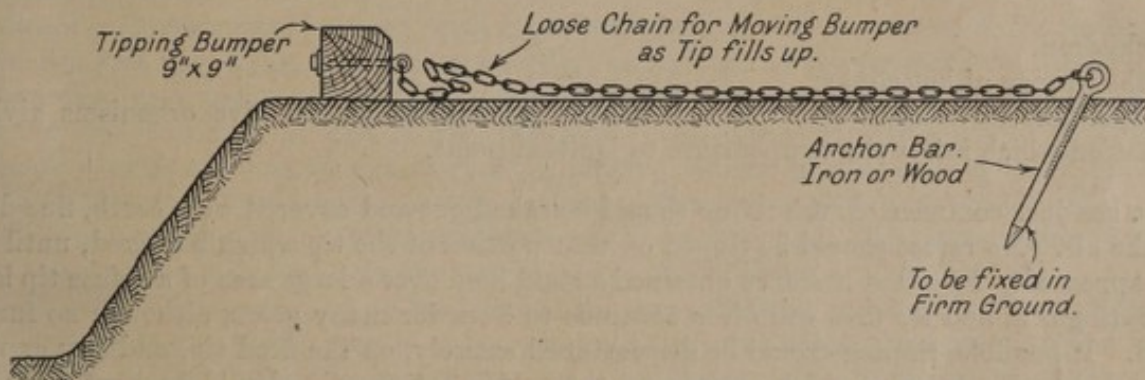 Tipping Bumper
9"x 9"
Loose Chain for Moving Bumper
as Tip fills up.
Anchor Bar.
Iron or Wood
To be fixed in
Firm Ground.